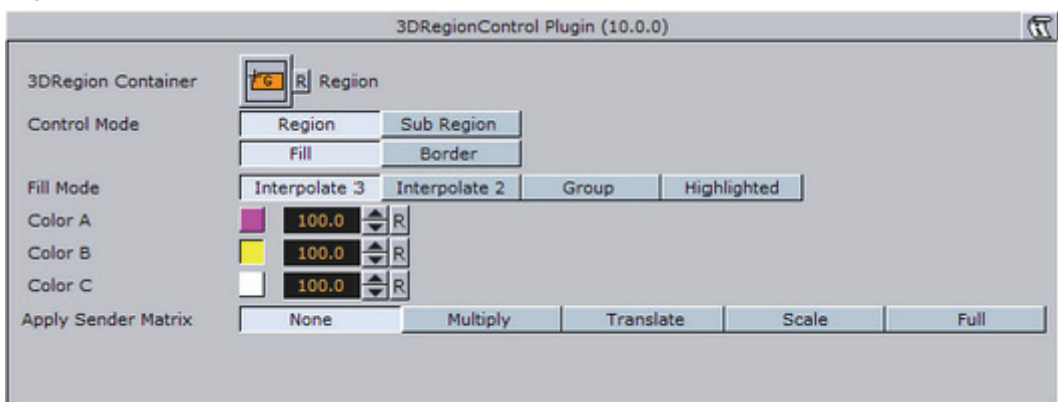 3DRegionControl Plugin (10.0.0)
3DRegion Container G R Regiion
Control Mode Region Sub Region
Fill Border
Fill Mode Interpolate 3 Interpolate 2 Group Highlighted
Color A 100.0 R
Color B 100.0 R
Color C 100.0 R
Apply Sender Matrix None Multiply Translate Scale Full